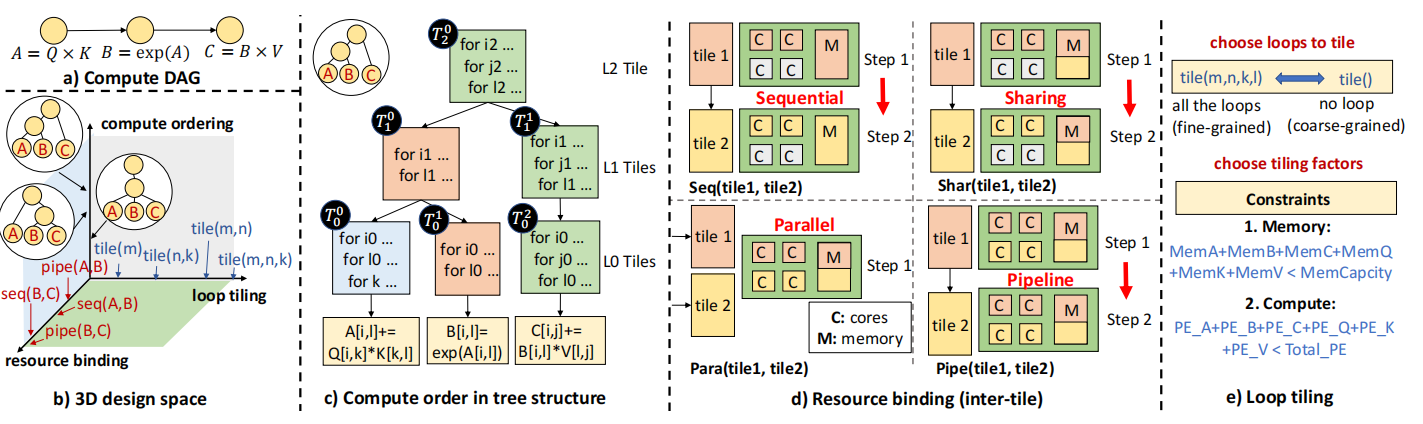 A = Q × K B = exp(A) C = B × V
a) Compute DAG
compute ordering
A B C
A B C
A B C
tile(m,n)
tile(m)
tile(n,k)
tile(m,n,k)
pipe(A,B)
loop tiling
seq(B,C)
seq(A,B)
pipe(B,C)
resource binding
b) 3D design space
A B C
T_2^0
for i2 ...
for j2 ...
for l2 ...
L2 Tile
T_1^0
for i1 ...
for l1 ...
T_1^1
for i1 ...
for j1 ...
for l1 ...
L1 Tiles
T_0^0
for i0 ...
for l0 ...
for k ...
T_0^1
for i0 ...
for l0 ...
T_0^2
for i0 ...
for j0 ...
for l0 ...
L0 Tiles
A[i,l]+=
Q[i,k]*K[k,l]
B[i,l]=
exp(A[i,l])
C[i,j]+=
B[i,l]*V[l,j]
c) Compute order in tree structure
tile 1
C C
M
C C
Step 1
Sequential
tile 2
C C
M
C C
Step 2
Seq(tile1, tile2)
tile 1
C C
M
C C
Step 1
Sharing
tile 2
C C
M
C C
Step 2
Shar(tile1, tile2)
Parallel
tile 1
C C
M
C C
Step 1
tile 2
C: cores
M: memory
Para(tile1, tile2)
tile 1
C C
M
C C
Step 1
Pipeline
tile 2
C C
M
C C
Step 2
Pipe(tile1, tile2)
d) Resource binding (inter-tile)
choose loops to tile
tile(m,n,k,l) tile()
all the loops
(fine-grained)
no loop
(coarse-grained)
choose tiling factors
Constraints
1. Memory:
MemA+MemB+MemC+MemQ
+MemK+MemV < MemCapcity
2. Compute:
PE_A+PE_B+PE_C+PE_Q+PE_K
+PE_V < Total_PE
e) Loop tiling